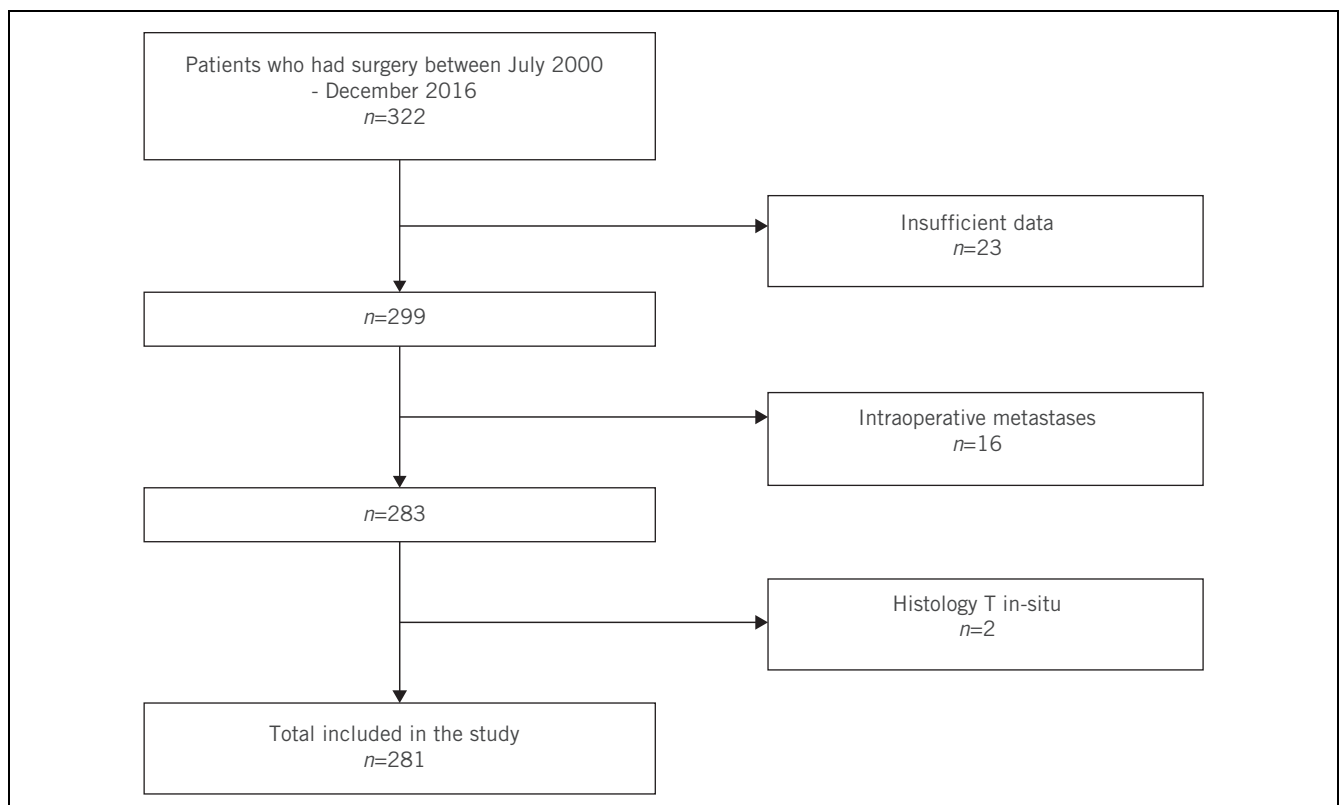 Patients who had surgery between July 2000
- December 2016
n=322
Insufficient data
n=23
n=299
Intraoperative metastases
n=16
n=283
Histology T in-situ
n=2
Total included in the study
n=281